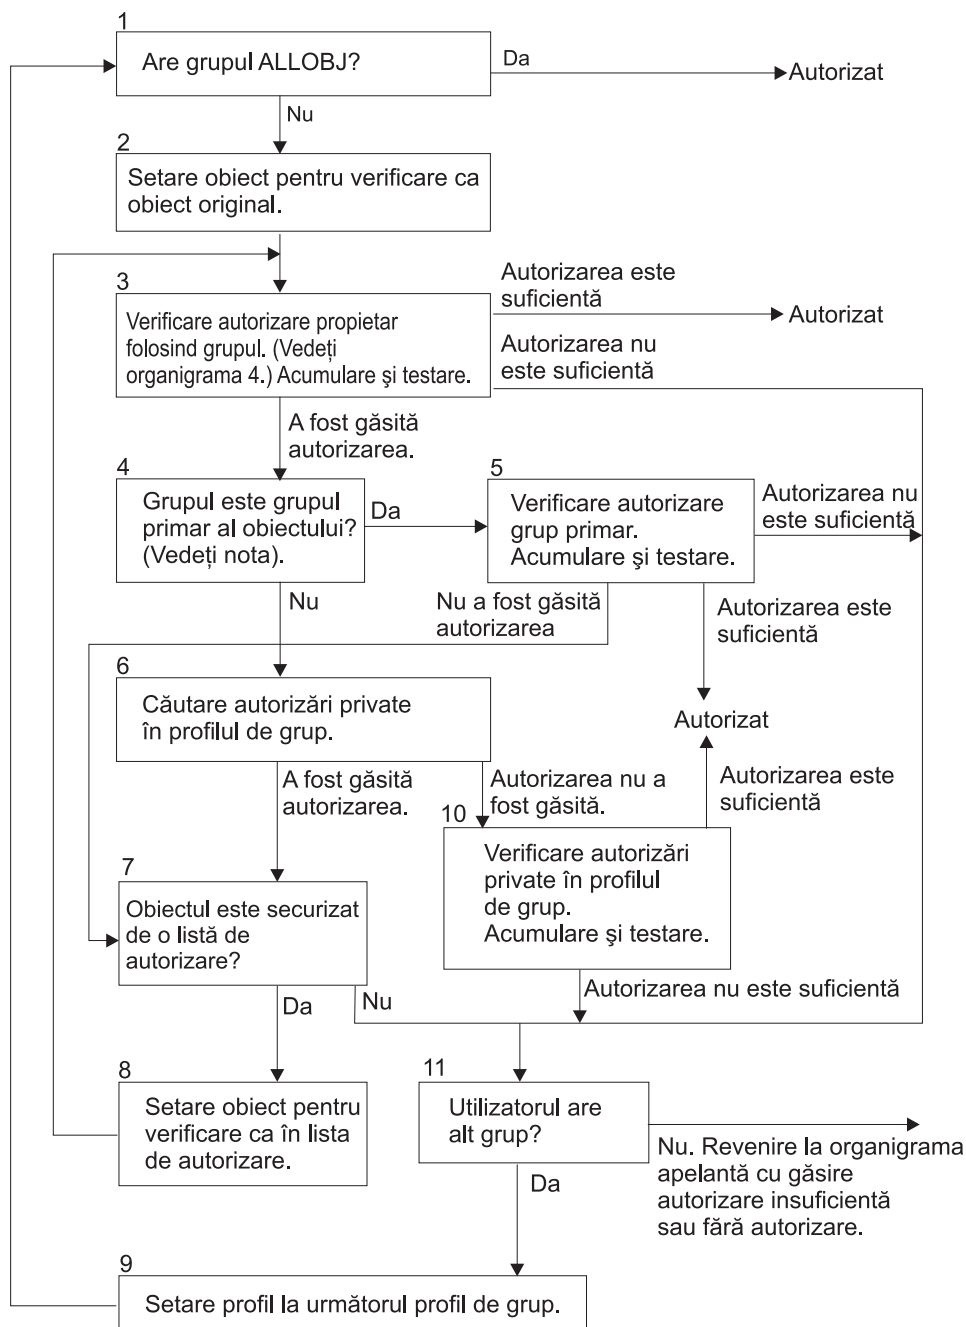 1
Are grupul ALLOBJ?
Da
Autorizat
Nu
2
Setare obiect pentru verificare ca
obiect original.
3
Verificare autorizare propietar
folosind grupul. (Vedeți
organigrama 4.) Acumulare şi testare.
Autorizarea este
suficientă
Autorizat
Autorizarea nu
este suficientă
A fost găsită
autorizarea.
4
Grupul este grupul
primar al obiectului?
(Vedeți nota).
Da
5
Verificare autorizare
grup primar.
Acumulare şi testare.
Autorizarea nu
este suficientă
Nu
Nu a fost găsită
autorizarea
Autorizarea este
suficientă
6
Căutare autorizări private
în profilul de grup.
Autorizat
A fost găsită
autorizarea.
Autorizarea nu a
fost găsită.
Autorizarea este
suficientă
10
Verificare autorizări
private în profilul
de grup.
Acumulare şi testare.
7
Obiectul este securizat
de o listă de
autorizare?
Da
Nu
Autorizarea nu este suficientă
8
Setare obiect pentru
verificare ca în lista
de autorizare.
11
Utilizatorul are
alt grup?
Nu. Revenire la organigrama
apelantă cu găsire
autorizare insuficientă
sau fără autorizare.
Da
9
Setare profil la următorul profil de grup.